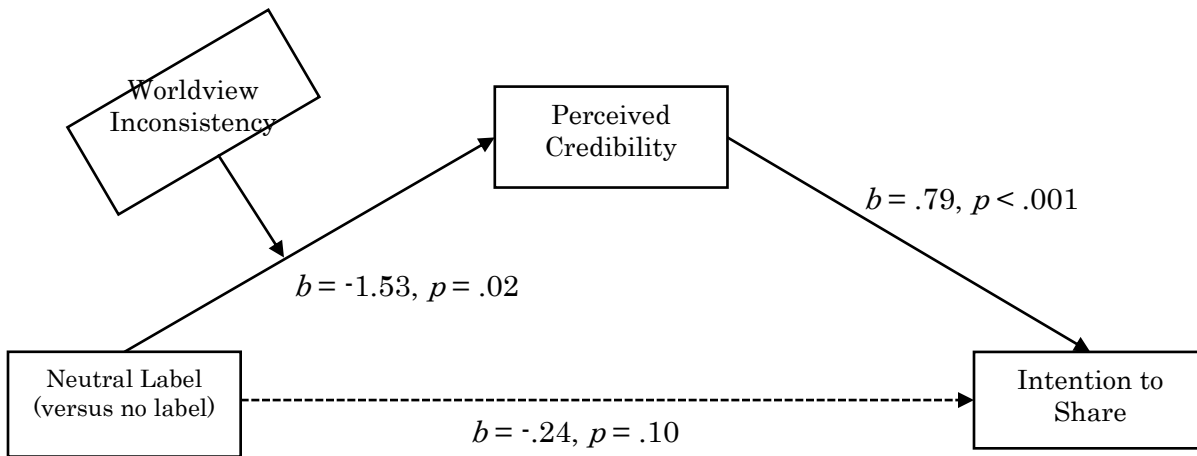 Worldview
Inconsistency
Perceived
Credibility
b = .79, p < .001
b = -1.53, p = .02
Neutral Label
(versus no label)
Intention to
Share
b = -.24, p = .10